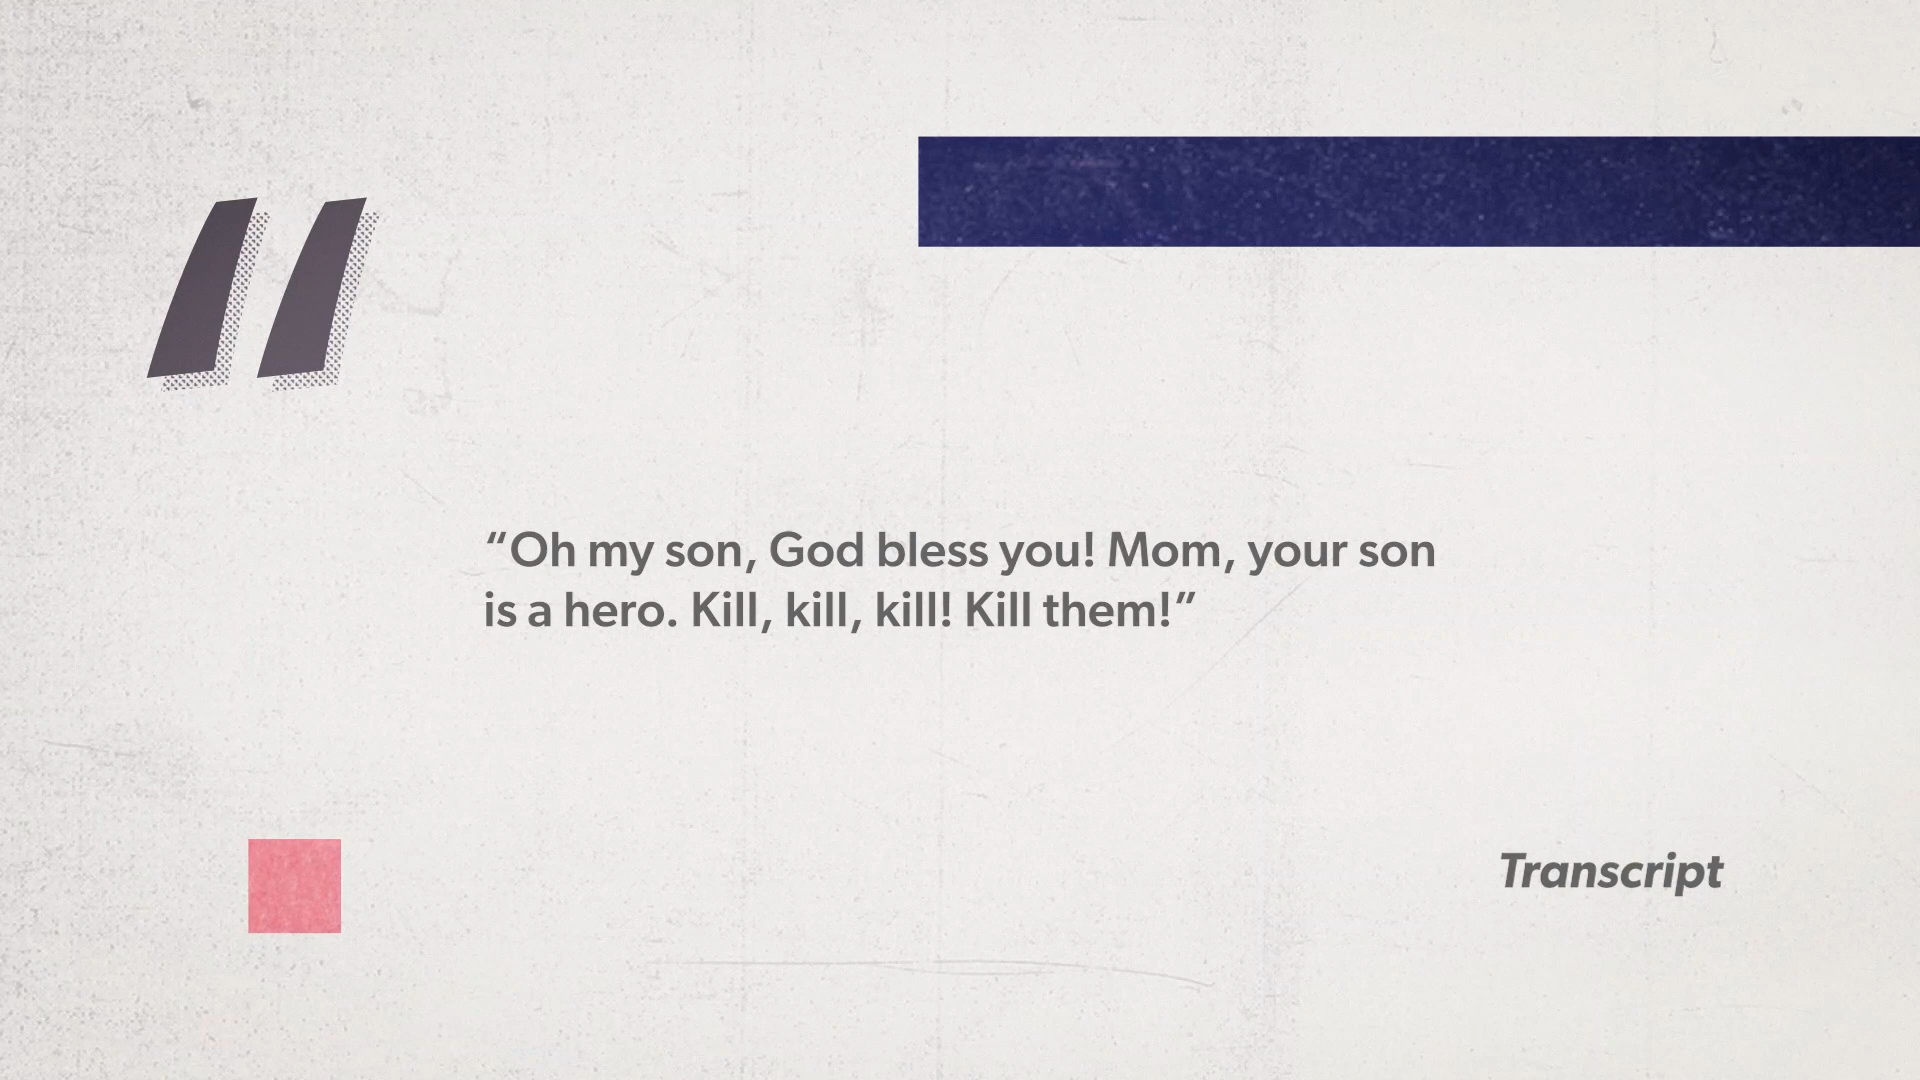 “Oh my son, God bless you! Mom, your son
is a hero. Kill, kill, kill! Kill them!”
Transcript